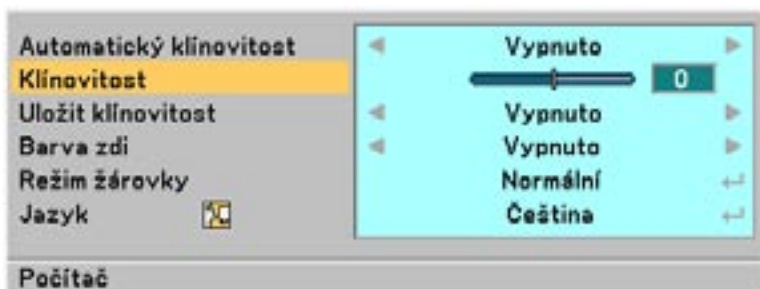 Automatický klínovitost Vypnuto
Klínovitost 0
Uložit klínovitost Vypnuto
Barva zdi Vypnuto
Režim žárovky Normální
Jazyk Čeština
Počítač